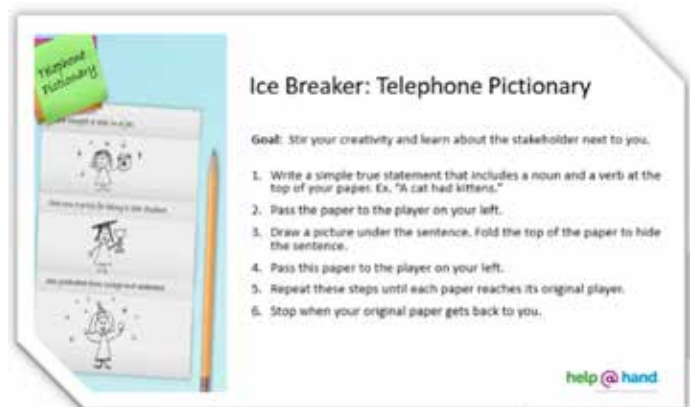 Telephone
Pictionary
Ice Breaker: Telephone Pictionary
Goal: Stir your creativity and learn about the stakeholder next to you.
1. Write a simple true statement that includes a noun and a verb at the
top of your paper. Ex. "A cat had kittens."
2. Pass the paper to the player on your left.
3. Draw a picture under the sentence. Fold the top of the paper to hide
the sentence.
4. Pass this paper to the player on your left.
5. Repeat these steps until each paper reaches its original player.
6. Stop when your original paper gets back to you.
help @ hand